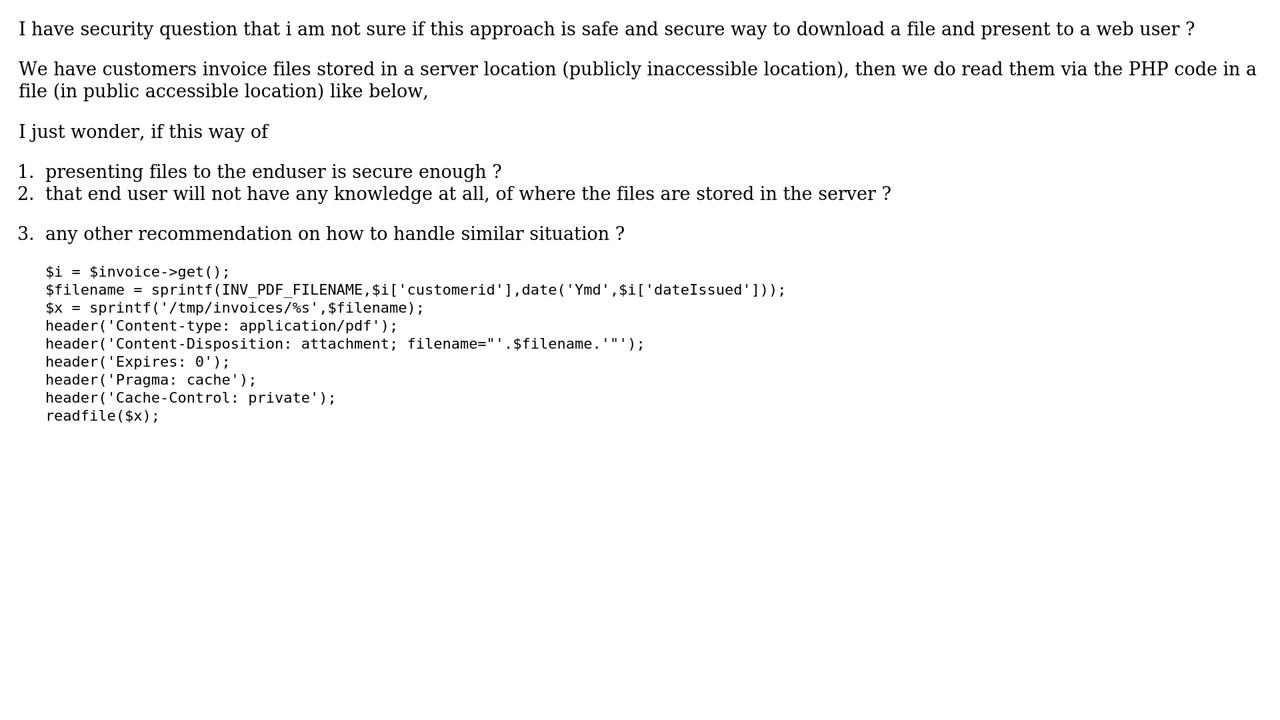 I have security question that i am not sure if this approach is safe and secure way to download a file and present to a web user ?
We have customers invoice files stored in a server location (publicly inaccessible location), then we do read them via the PHP code in a
file (in public accessible location) like below,
I just wonder, if this way of
1. presenting files to the enduser is secure enough ?
2. that end user will not have any knowledge at all, of where the files are stored in the server ?
3. any other recommendation on how to handle similar situation ?
$i = $invoice->get();
$filename = sprintf(INV_PDF_FILENAME,$i['customerid'],date('Ymd',$i['dateIssued']));
$x = sprintf('/tmp/invoices/%s',$filename);
header('Content-type: application/pdf');
header('Content-Disposition: attachment; filename="'.$filename.'"');
header('Expires: 0');
header('Pragma: cache');
header('Cache-Control: private');
readfile($x);